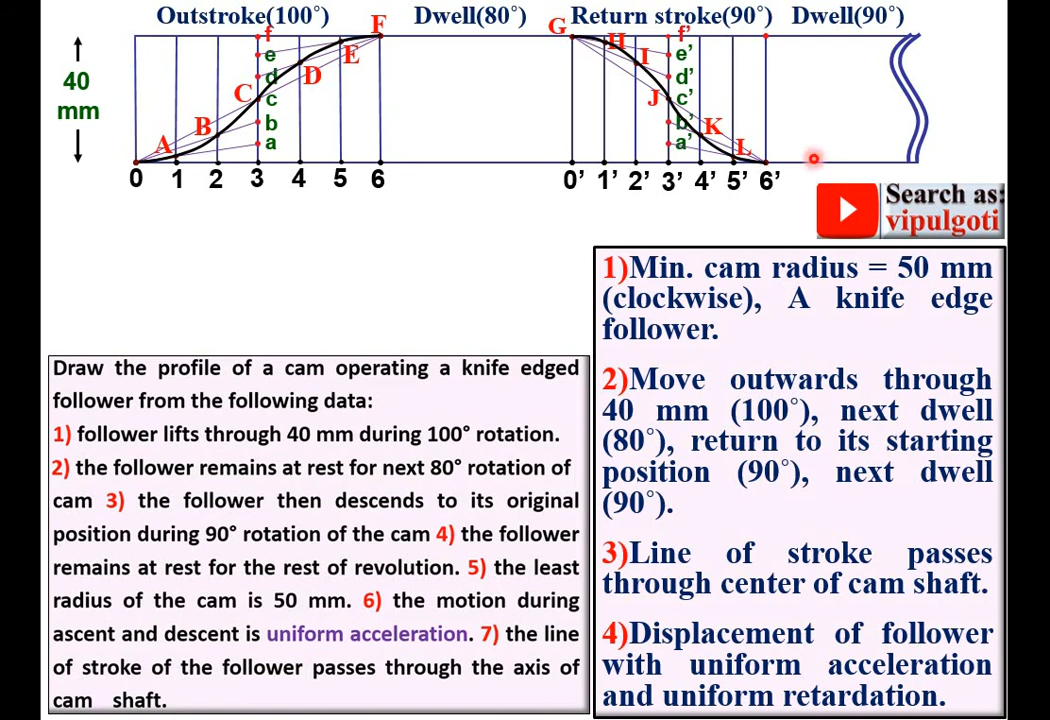 Outstroke(100°) Dwell(80°) Return stroke(90°) Dwell(90°)
f F G f'
e E H e'
40 mm
d D I d'
C c J c'
B b b' K
A a a' L
0 1 2 3 4 5 6 0' 1' 2' 3' 4' 5' 6'
Search as:
vipulgoti
1)Min. cam radius = 50 mm
(clockwise), A knife edge
follower.
2)Move outwards through
40 mm (100°), next dwell
(80°), return to its starting
position (90°), next dwell
(90°).
3)Line of stroke passes
through center of cam shaft.
4)Displacement of follower
with uniform acceleration
and uniform retardation.
Draw the profile of a cam operating a knife edged
follower from the following data:
1) follower lifts through 40 mm during 100° rotation.
2) the follower remains at rest for next 80° rotation of
cam 3) the follower then descends to its original
position during 90° rotation of the cam 4) the follower
remains at rest for the rest of revolution. 5) the least
radius of the cam is 50 mm. 6) the motion during
ascent and descent is uniform acceleration. 7) the line
of stroke of the follower passes through the axis of
cam shaft.